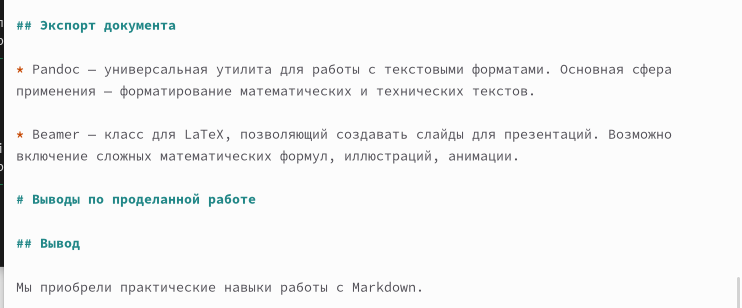 ## Экспорт документа
* Pandoc — универсальная утилита для работы с текстовыми форматами. Основная сфера
применения — форматирование математических и технических текстов.
* Beamer — класс для LaTeX, позволяющий создавать слайды для презентаций. Возможно
включение сложных математических формул, иллюстраций, анимации.
# Выводы по проделанной работе
## Вывод
Мы приобрели практические навыки работы с Markdown.